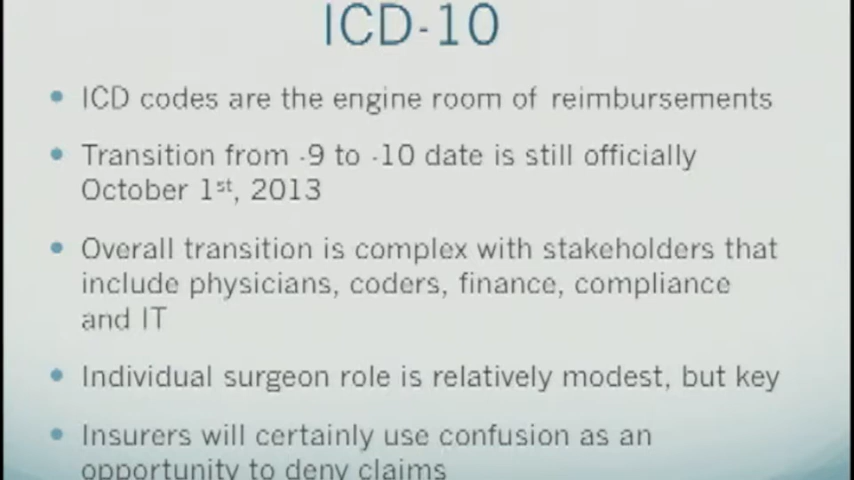 ICD-10
• ICD codes are the engine room of reimbursements
• Transition from -9 to -10 date is still officially
October 1st, 2013
• Overall transition is complex with stakeholders that
include physicians, coders, finance, compliance
and IT
• Individual surgeon role is relatively modest, but key
• Insurers will certainly use confusion as an
opportunity to deny claims